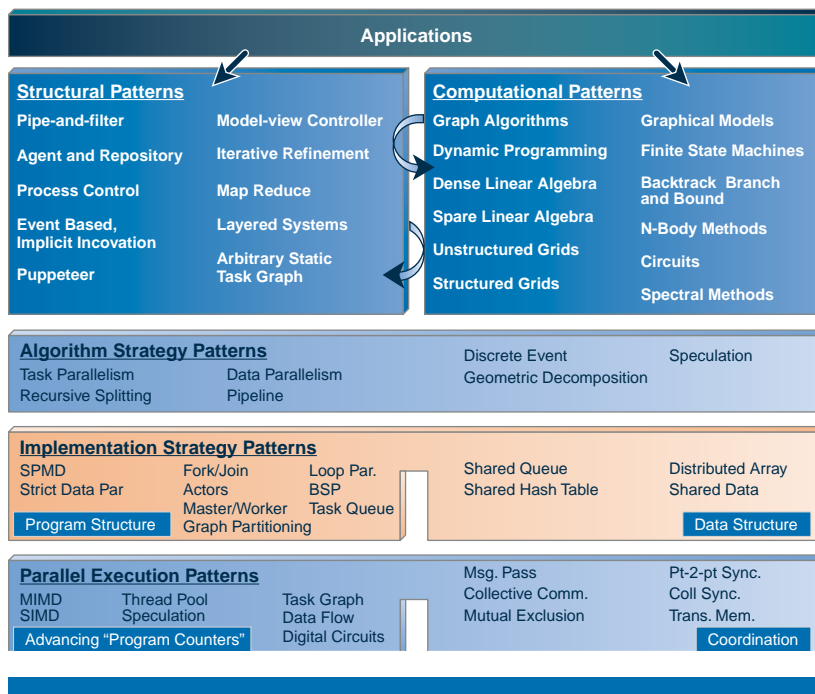 Applications
Structural Patterns
Pipe-and-filter
Agent and Repository
Process Control
Event Based,
Implicit Incovation
Puppeteer
Model-view Controller
Iterative Refinement
Map Reduce
Layered Systems
Arbitrary Static
Task Graph
Computational Patterns
Graph Algorithms
Dynamic Programming
Dense Linear Algebra
Spare Linear Algebra
Unstructured Grids
Structured Grids
Graphical Models
Finite State Machines
Backtrack Branch
and Bound
N-Body Methods
Circuits
Spectral Methods
Algorithm Strategy Patterns
Task Parallelism
Recursive Splitting
Data Parallelism
Pipeline
Discrete Event
Geometric Decomposition
Speculation
Implementation Strategy Patterns
SPMD
Strict Data Par
Program Structure
Fork/Join
Actors
Master/Worker
Graph Partitioning
Loop Par.
BSP
Task Queue
Shared Queue
Shared Hash Table
Distributed Array
Shared Data
Data Structure
Parallel Execution Patterns
MIMD
SIMD
Advancing “Program Counters”
Thread Pool
Speculation
Task Graph
Data Flow
Digital Circuits
Msg. Pass
Collective Comm.
Mutual Exclusion
Pt-2-pt Sync.
Coll Sync.
Trans. Mem.
Coordination